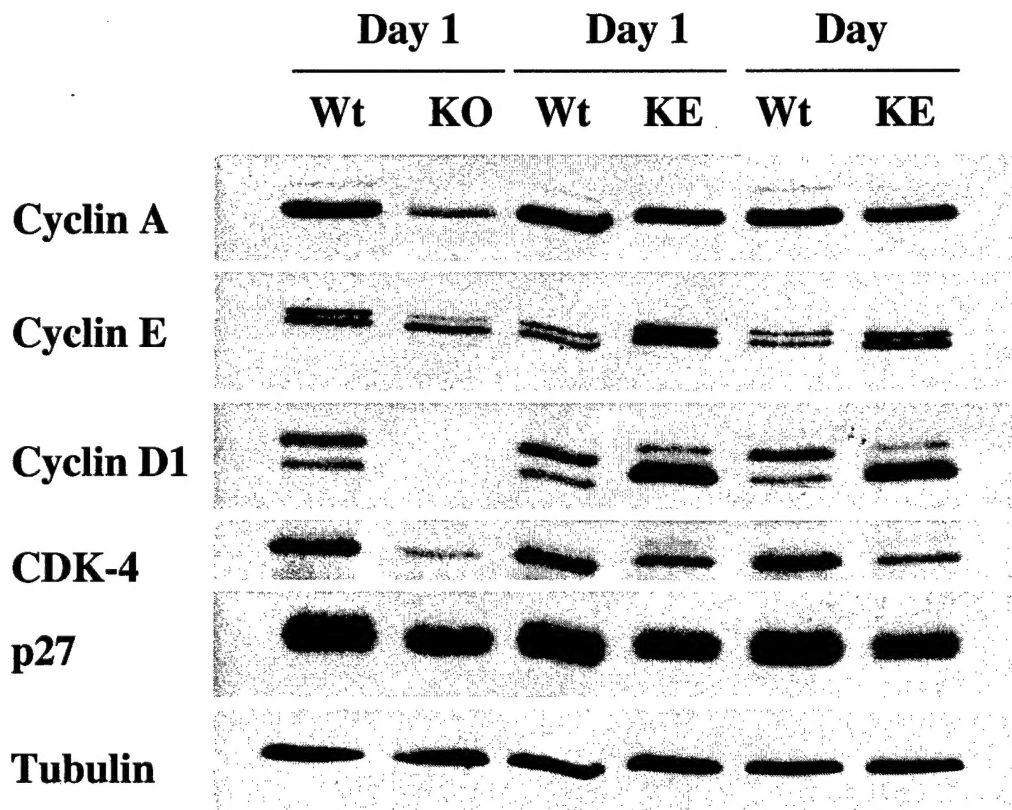 Day 1 Day 1 Day
Wt KO Wt KE Wt KE
Cyclin A
Cyclin E
Cyclin D1
CDK-4
p27
Tubulin